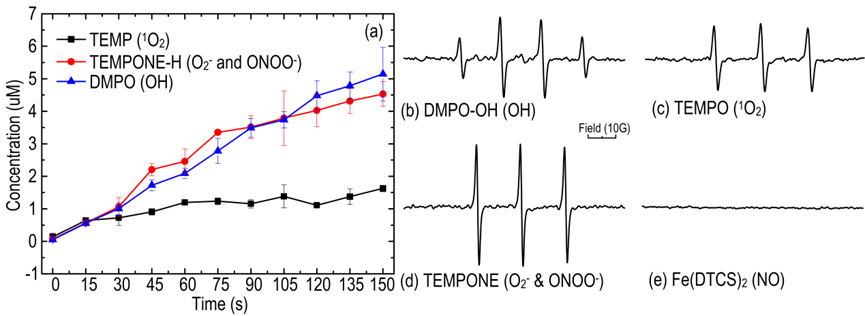 (a)
TEMP (¹O₂)
TEMPONE-H (O₂⁻ and ONOO⁻)
DMPO (OH)
Concentration (uM)
7
6
5
4
3
2
1
0
-1
0 15 30 45 60 75 90 105 120 135 150
Time (s)
(b) DMPO-OH (OH)
(c) TEMPO (¹O₂)
Field (10G)
(d) TEMPONE (O₂⁻ & ONOO⁻)
(e) Fe(DTCS)₂ (NO)